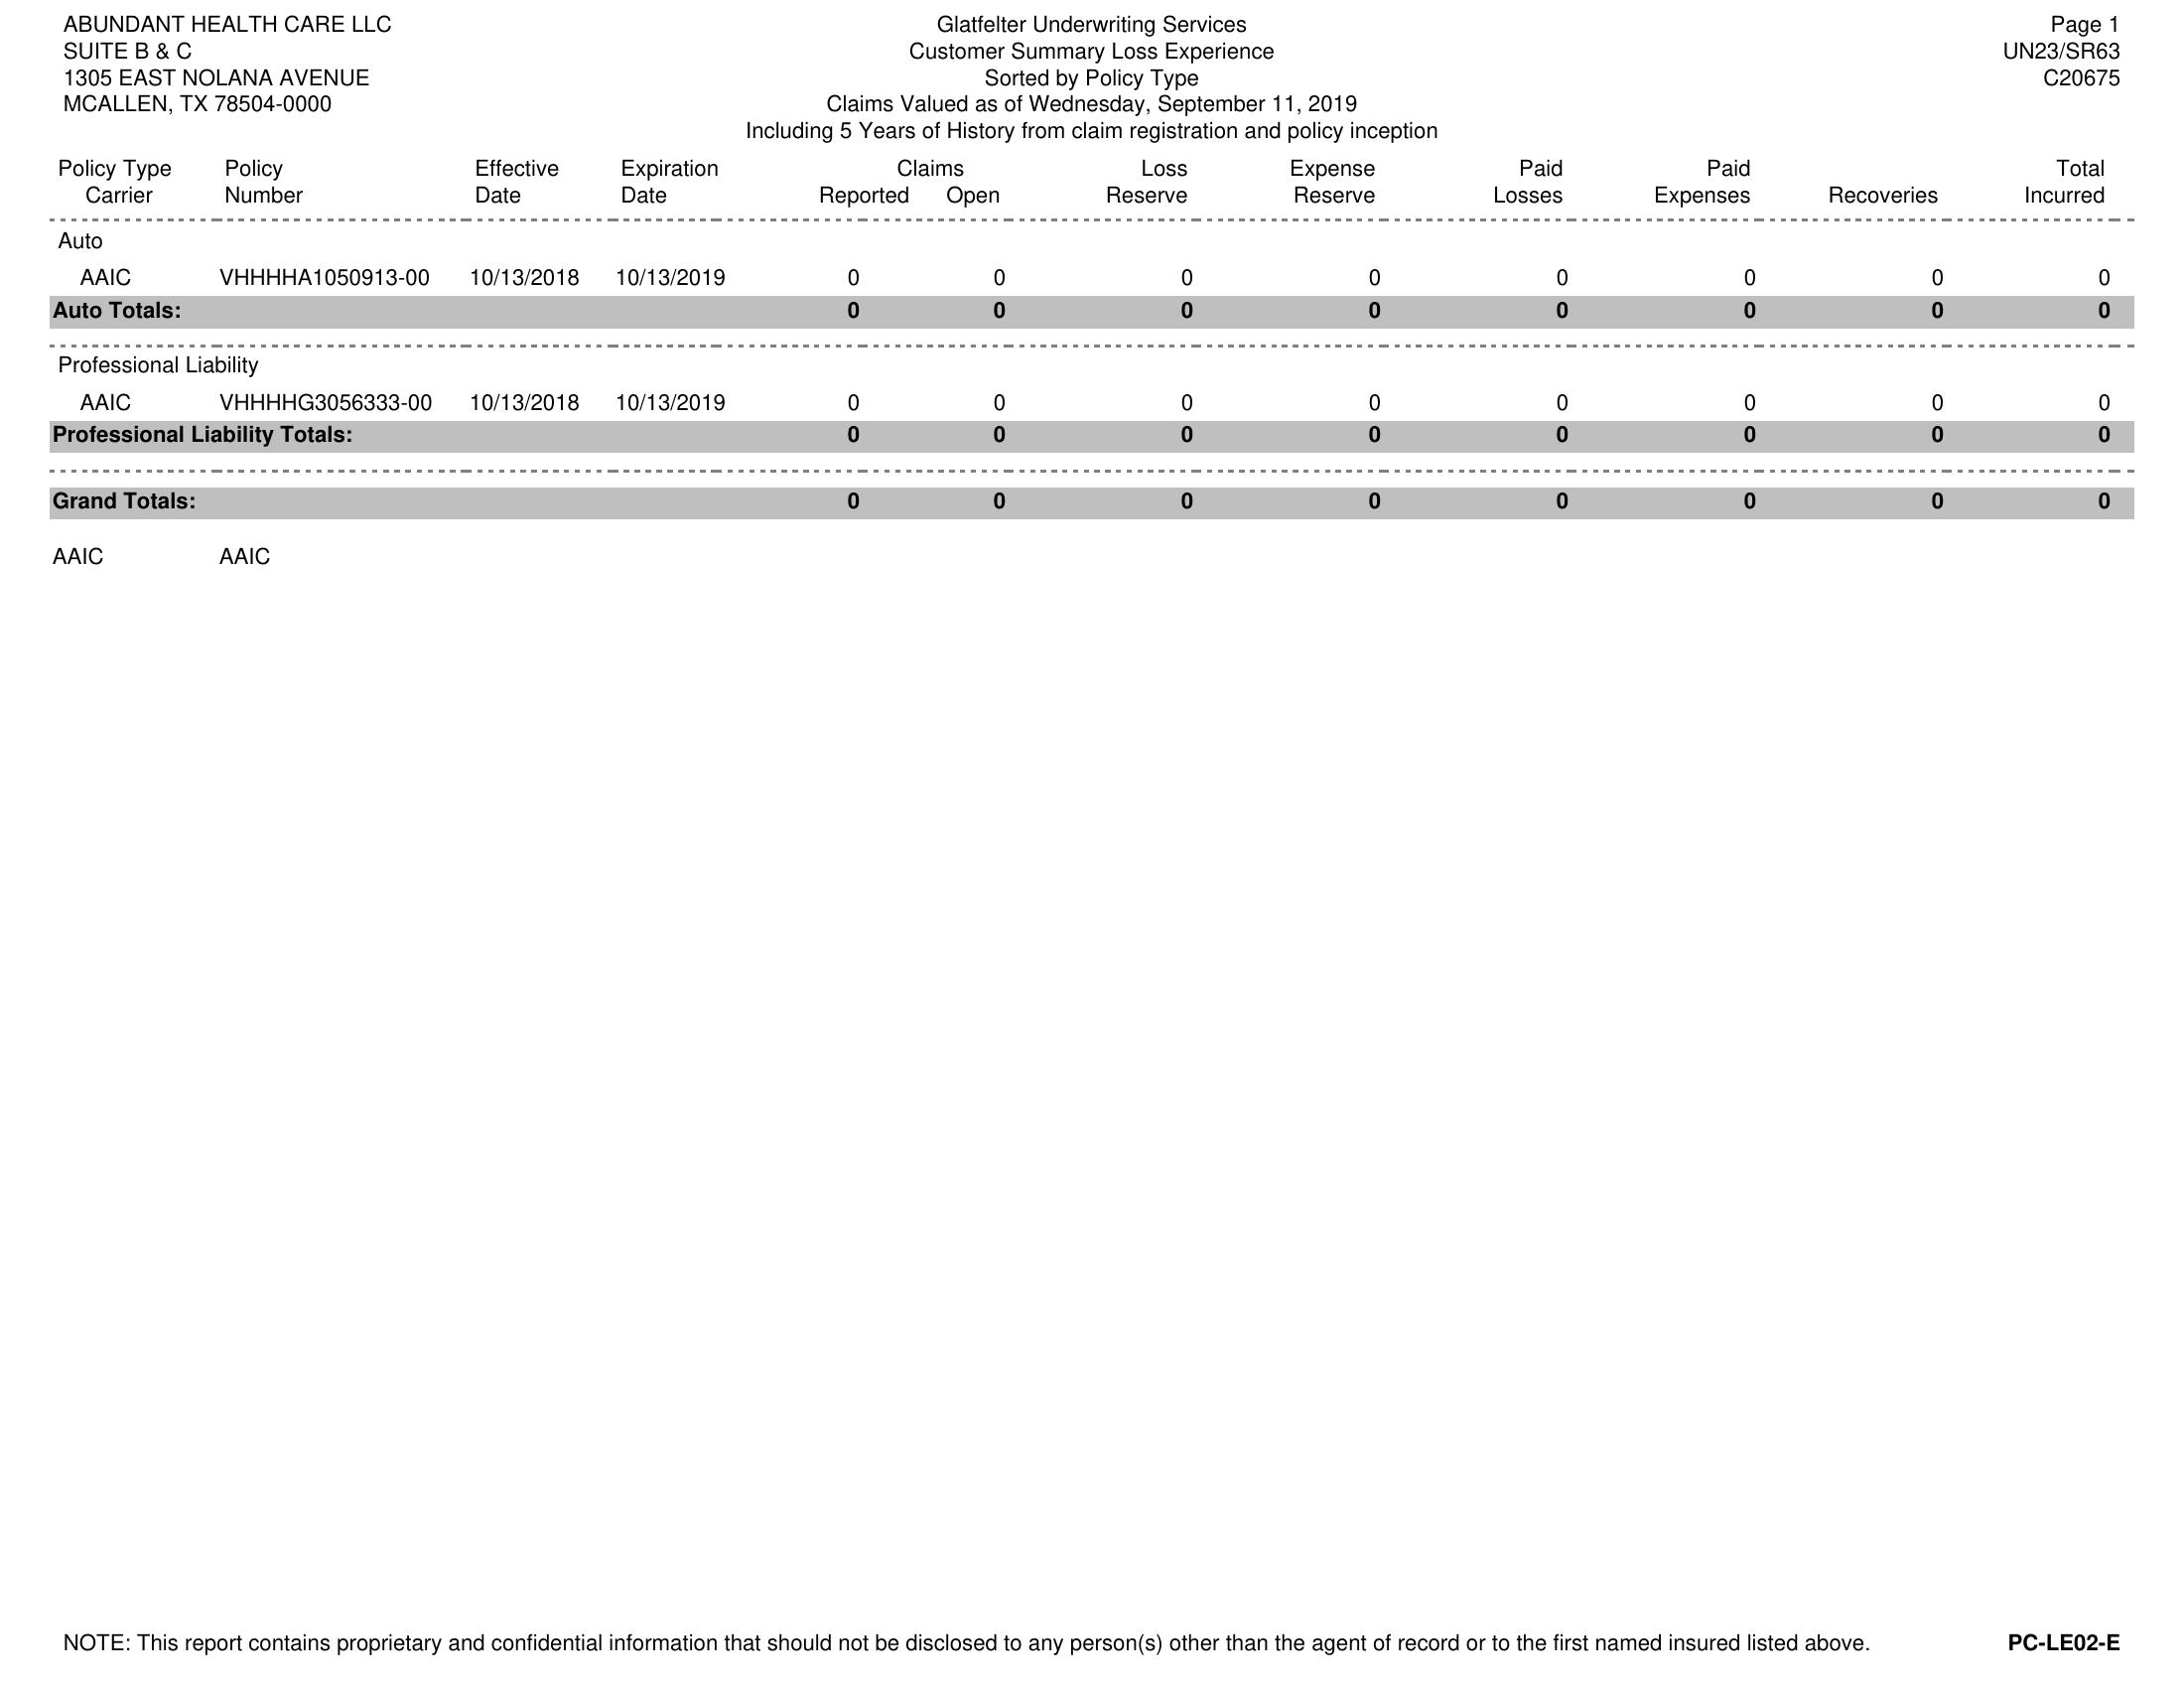 ABUNDANT HEALTH CARE LLC
SUITE B & C
1305 EAST NOLANA AVENUE
MCALLEN, TX 78504-0000
Glatfelter Underwriting Services
Customer Summary Loss Experience
Sorted by Policy Type
Claims Valued as of Wednesday, September 11, 2019
Including 5 Years of History from claim registration and policy inception
Page 1
UN23/SR63
C20675
Policy Type Policy Effective Expiration Claims Loss Expense Paid Paid Total
Carrier Number Date Date Reported Open Reserve Reserve Losses Expenses Recoveries Incurred
Auto
AAIC VHHHHA1050913-00 10/13/2018 10/13/2019 0 0 0 0 0 0 0 0
Auto Totals: 0 0 0 0 0 0 0 0
Professional Liability
AAIC VHHHHG3056333-00 10/13/2018 10/13/2019 0 0 0 0 0 0 0 0
Professional Liability Totals: 0 0 0 0 0 0 0 0
Grand Totals: 0 0 0 0 0 0 0 0
AAIC AAIC
NOTE: This report contains proprietary and confidential information that should not be disclosed to any person(s) other than the agent of record or to the first named insured listed above. PC-LE02-E